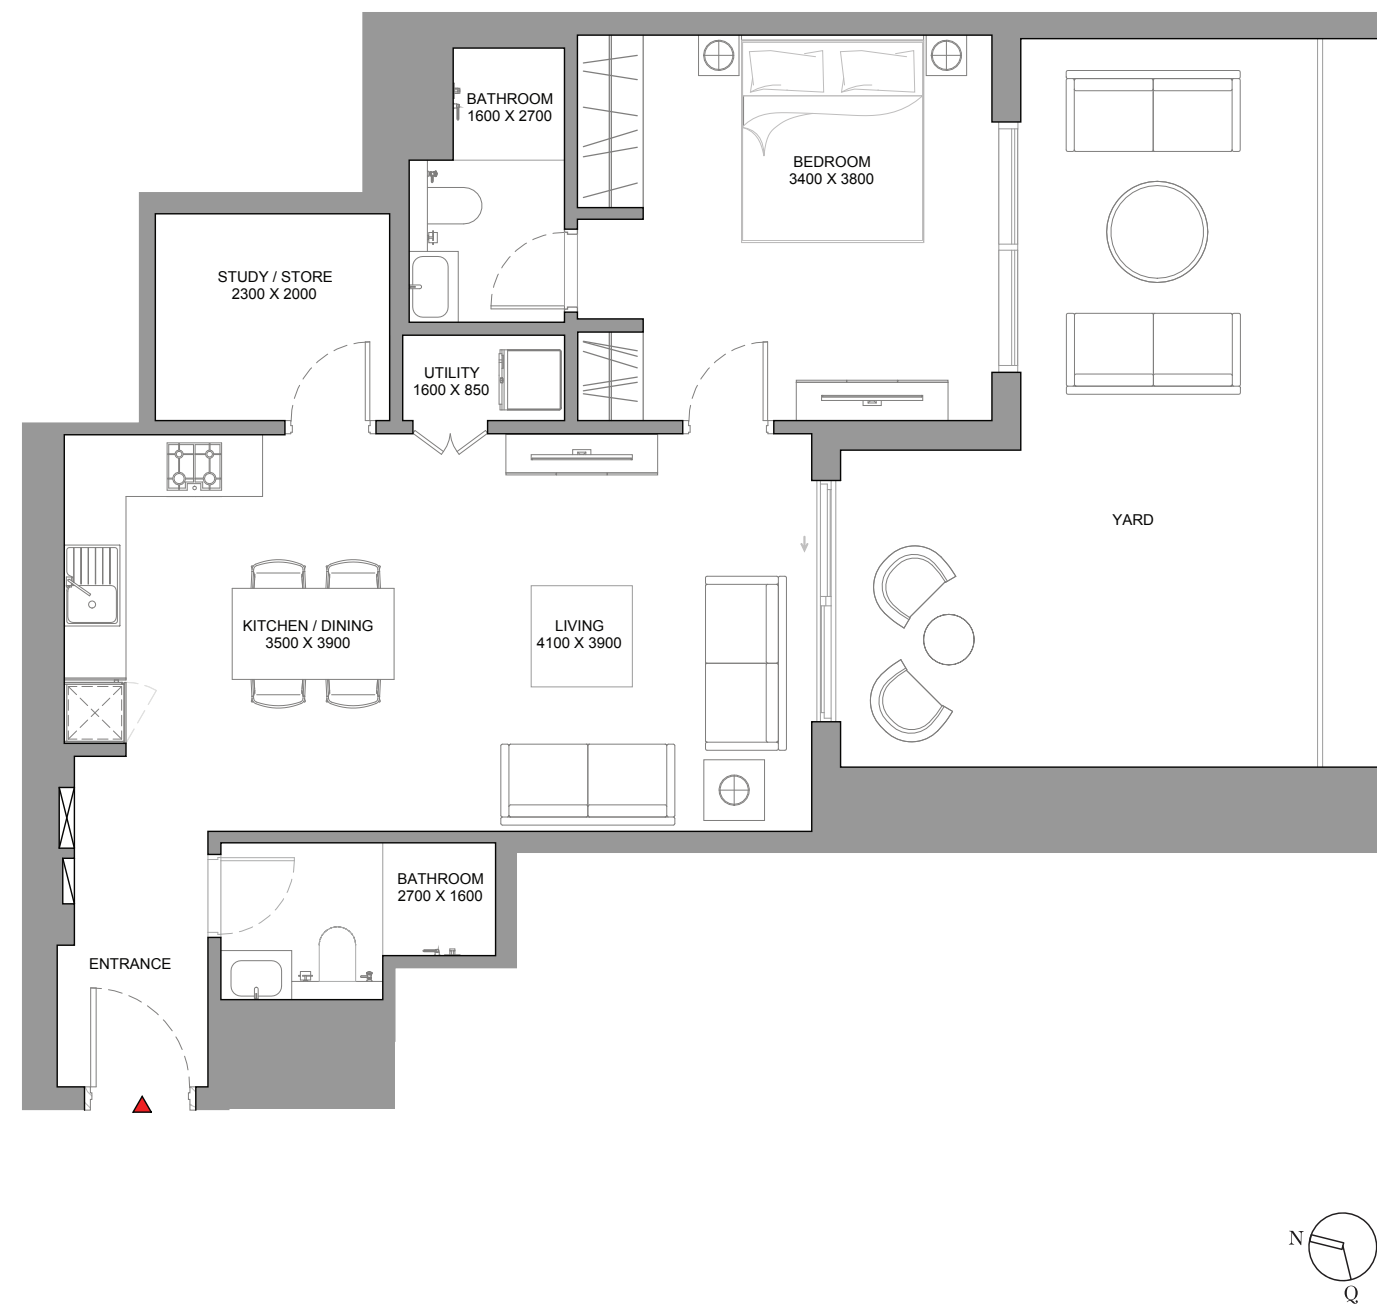 BATHROOM
1600 X 2700
BEDROOM
3400 X 3800
STUDY / STORE
2300 X 2000
UTILITY
1600 X 850
YARD
KITCHEN / DINING
3500 X 3900
LIVING
4100 X 3900
BATHROOM
2700 X 1600
ENTRANCE
N
Q